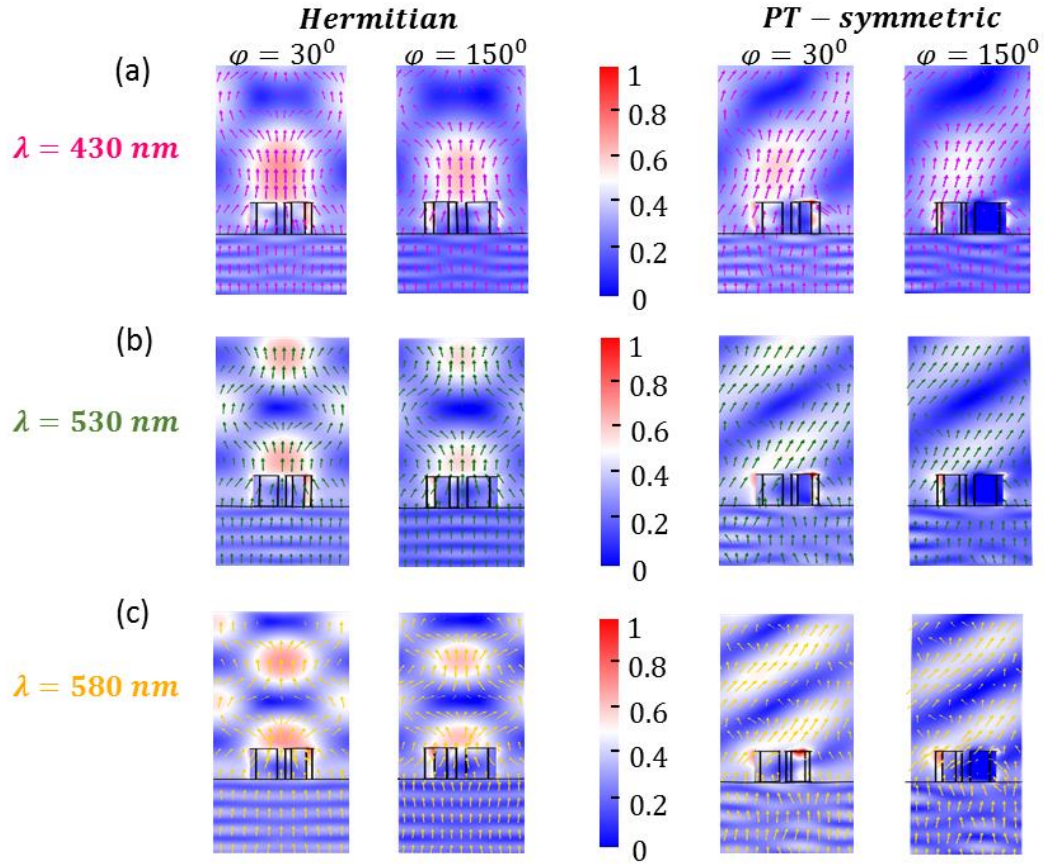 Hermitian PT − symmetric
φ = 30⁰ φ = 150⁰ φ = 30⁰ φ = 150⁰
(a)
λ = 430 nm
1
0.8
0.6
0.4
0.2
0
(b)
λ = 530 nm
1
0.8
0.6
0.4
0.2
0
(c)
λ = 580 nm
1
0.8
0.6
0.4
0.2
0